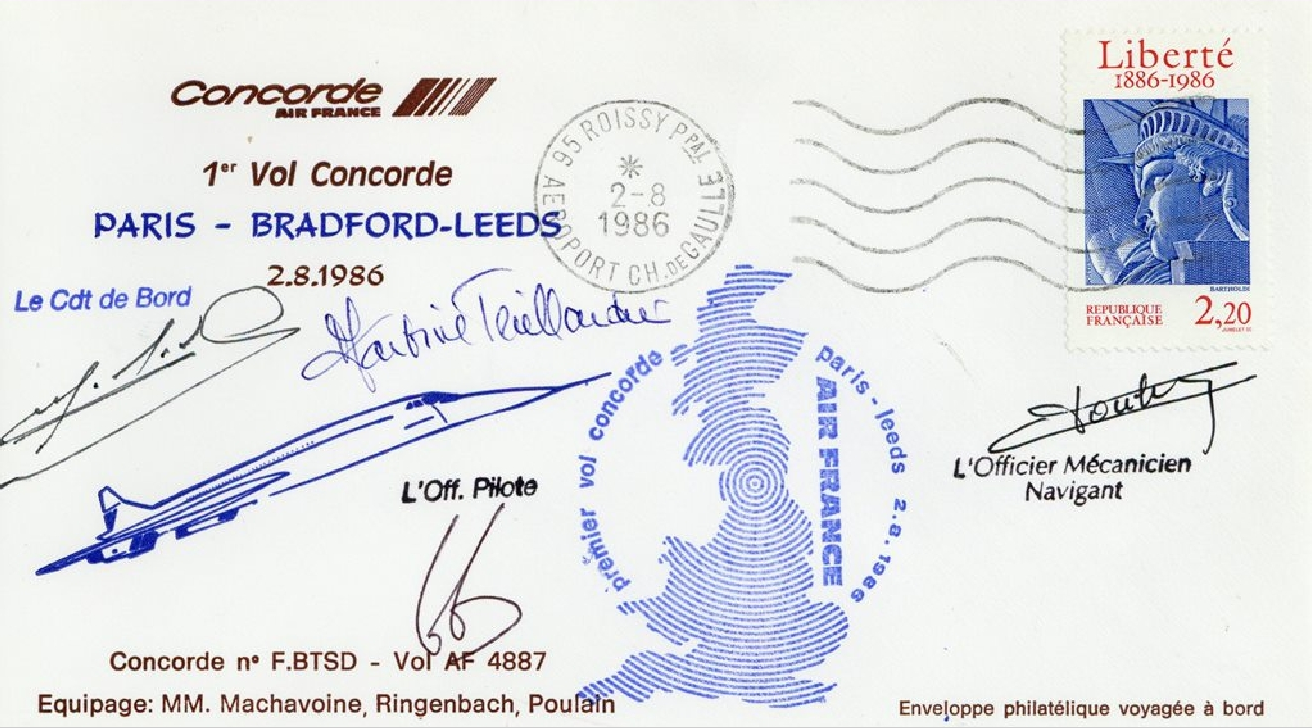 Concorde
AIR FRANCE
1er Vol Concorde
PARIS - BRADFORD-LEEDS
2.8.1986
Le Cdt de Bord
Martine Taillandier
95 ROISSY PPAL
2-8
1986
AEROPORT CH. DE GAULLE
Liberté
1886-1986
BARTHOLDI
REPUBLIQUE
FRANÇAISE
2,20
premier vol concorde
paris - leeds 2.8.1986
AIR FRANCE
L'Off. Pilote
L'Officier Mécanicien
Navigant
Concorde n° F.BTSD - Vol AF 4887
Equipage: MM. Machavoine, Ringenbach, Poulain
Enveloppe philatélique voyagée à bord